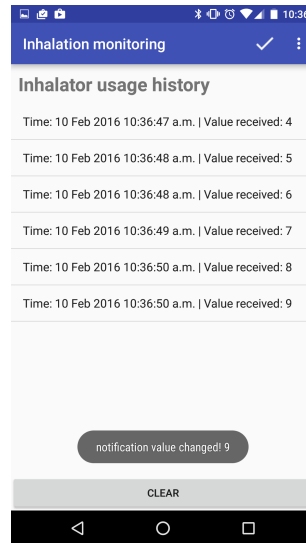 10:36
Inhalation monitoring
Inhalator usage history
Time: 10 Feb 2016 10:36:47 a.m. | Value received: 4
Time: 10 Feb 2016 10:36:48 a.m. | Value received: 5
Time: 10 Feb 2016 10:36:48 a.m. | Value received: 6
Time: 10 Feb 2016 10:36:49 a.m. | Value received: 7
Time: 10 Feb 2016 10:36:50 a.m. | Value received: 8
Time: 10 Feb 2016 10:36:50 a.m. | Value received: 9
notification value changed! 9
CLEAR